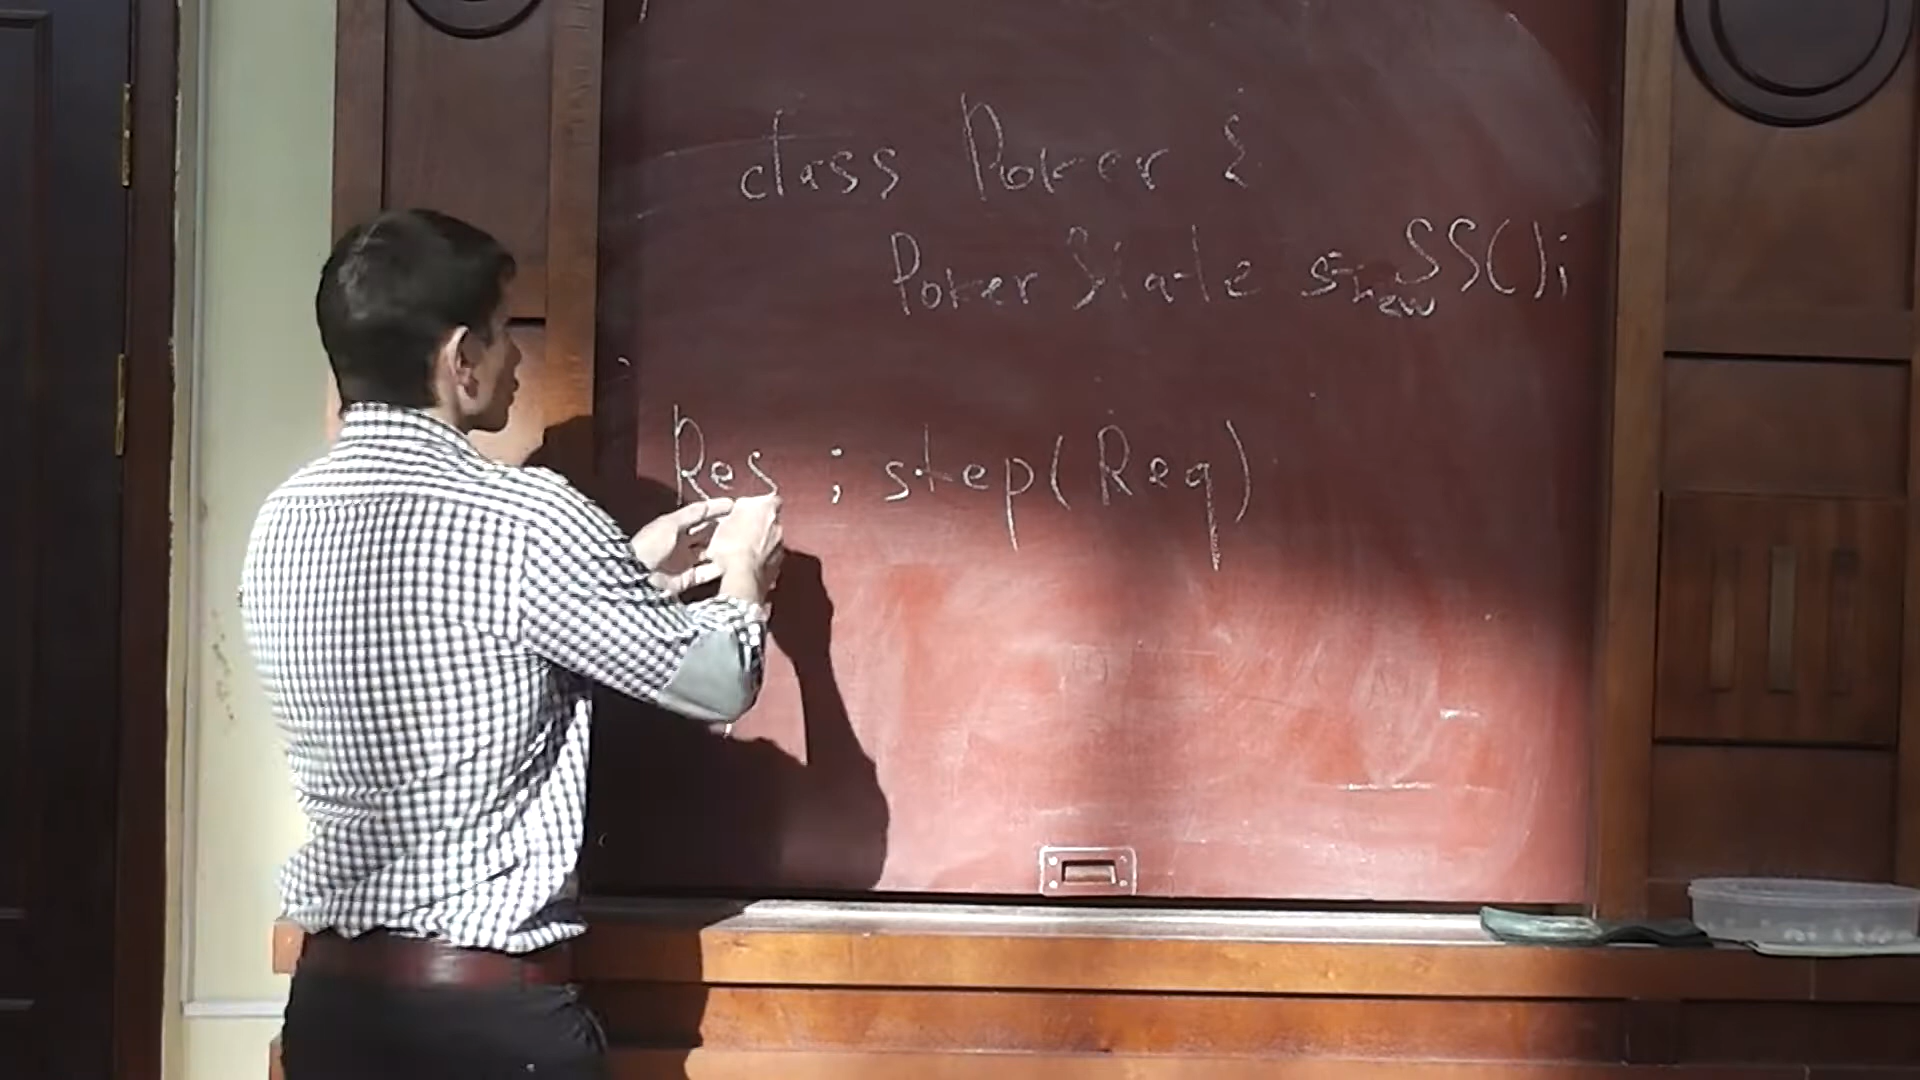 class Poker {
Poker State s=new SS();
Res ; step(Req)